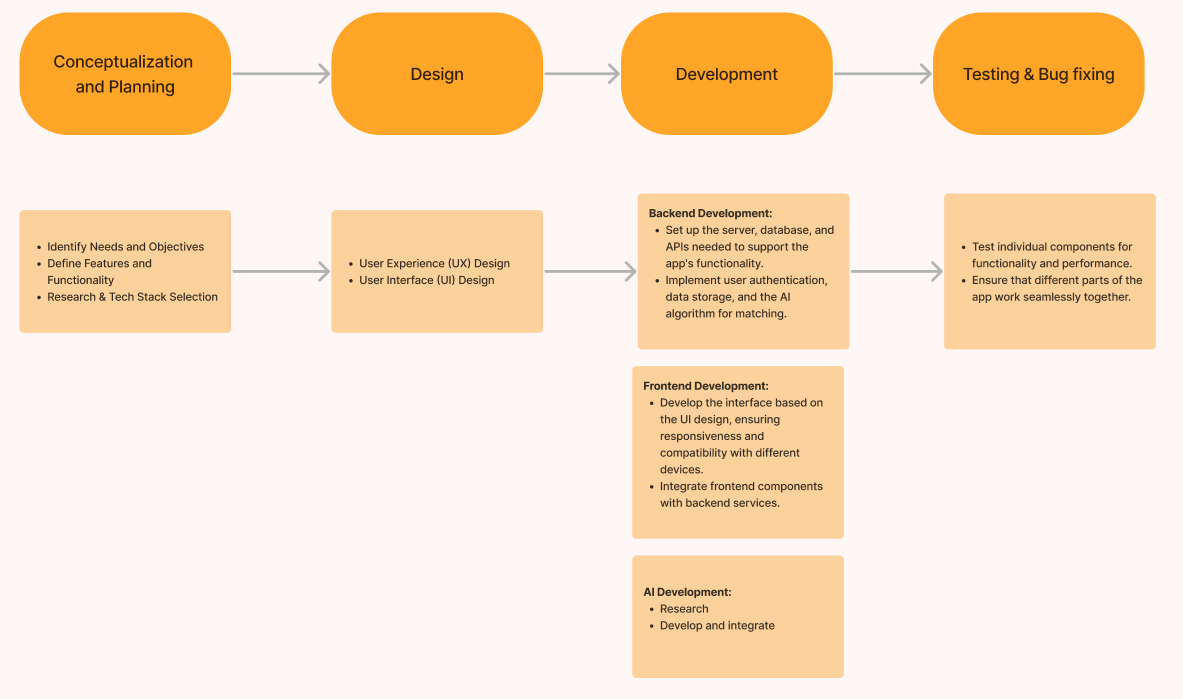 Conceptualization
and Planning
Design
Development
Testing & Bug fixing
• Identify Needs and Objectives
• Define Features and
Functionality
• Research & Tech Stack Selection
• User Experience (UX) Design
• User Interface (UI) Design
Backend Development:
• Set up the server, database, and
APIs needed to support the
app's functionality.
• Implement user authentication,
data storage, and the AI
algorithm for matching.
• Test individual components for
functionality and performance.
• Ensure that different parts of the
app work seamlessly together.
Frontend Development:
• Develop the interface based on
the UI design, ensuring
responsiveness and
compatibility with different
devices.
• Integrate frontend components
with backend services.
AI Development:
• Research
• Develop and integrate